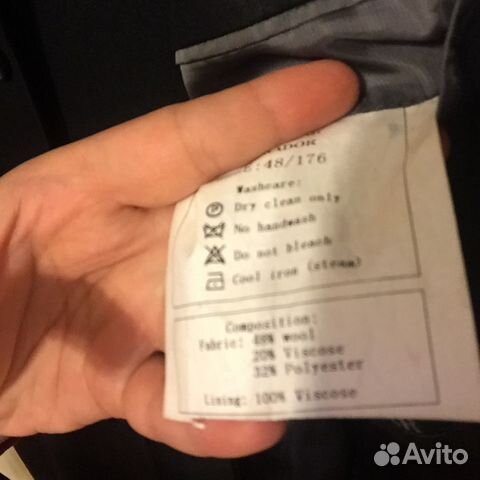 :48/176
Washcare:
Dry clean only
No handwash
Do not bleach
Cool iron (steam)
Composition:
Fabric: 48% wool
20% Viscose
32% Polyester
Lining: 100% Viscose
Avito